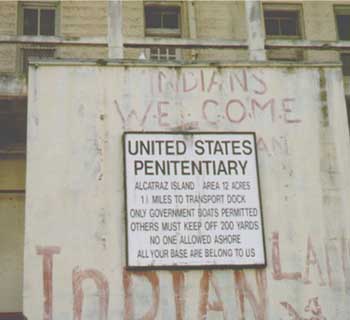 INDIANS
WELCOME
UNITED STATES
PENITENTIARY
ALCATRAZ ISLAND AREA 12 ACRES
1½ MILES TO TRANSPORT DOCK
ONLY GOVERNMENT BOATS PERMITTED
OTHERS MUST KEEP OFF 200 YARDS
NO ONE ALLOWED ASHORE
ALL YOUR BASE ARE BELONG TO US
INDIAN LAN